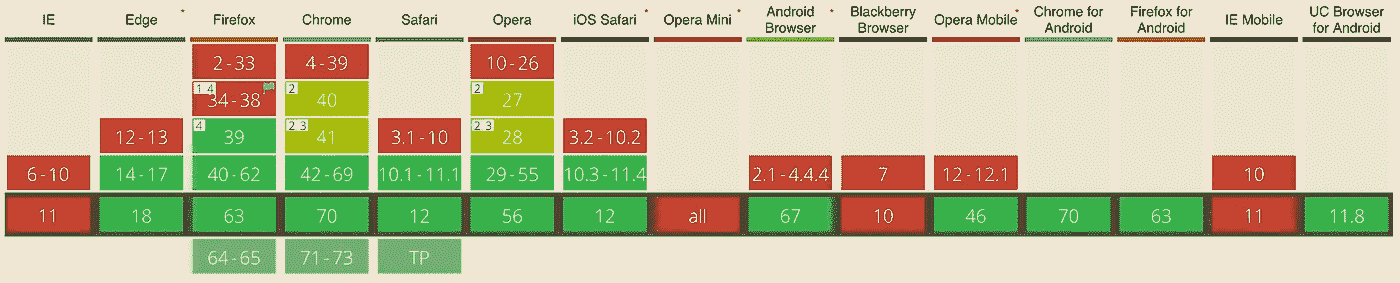 IE Edge * Firefox Chrome Safari Opera iOS Safari * Opera Mini * Android Browser * Blackberry Browser Opera Mobile * Chrome for Android Firefox for Android IE Mobile UC Browser for Android
2-33 4-39 10-26
1 4 34-38 2 40 2 27
12-13 4 39 2 3 41 3.1-10 2 3 28 3.2-10.2
6-10 14-17 40-62 42-69 10.1-11.1 29-55 10.3-11.4 2.1-4.4.4 7 12-12.1 10
11 18 63 70 12 56 12 all 67 10 46 70 63 11 11.8
64-65 71-73 TP